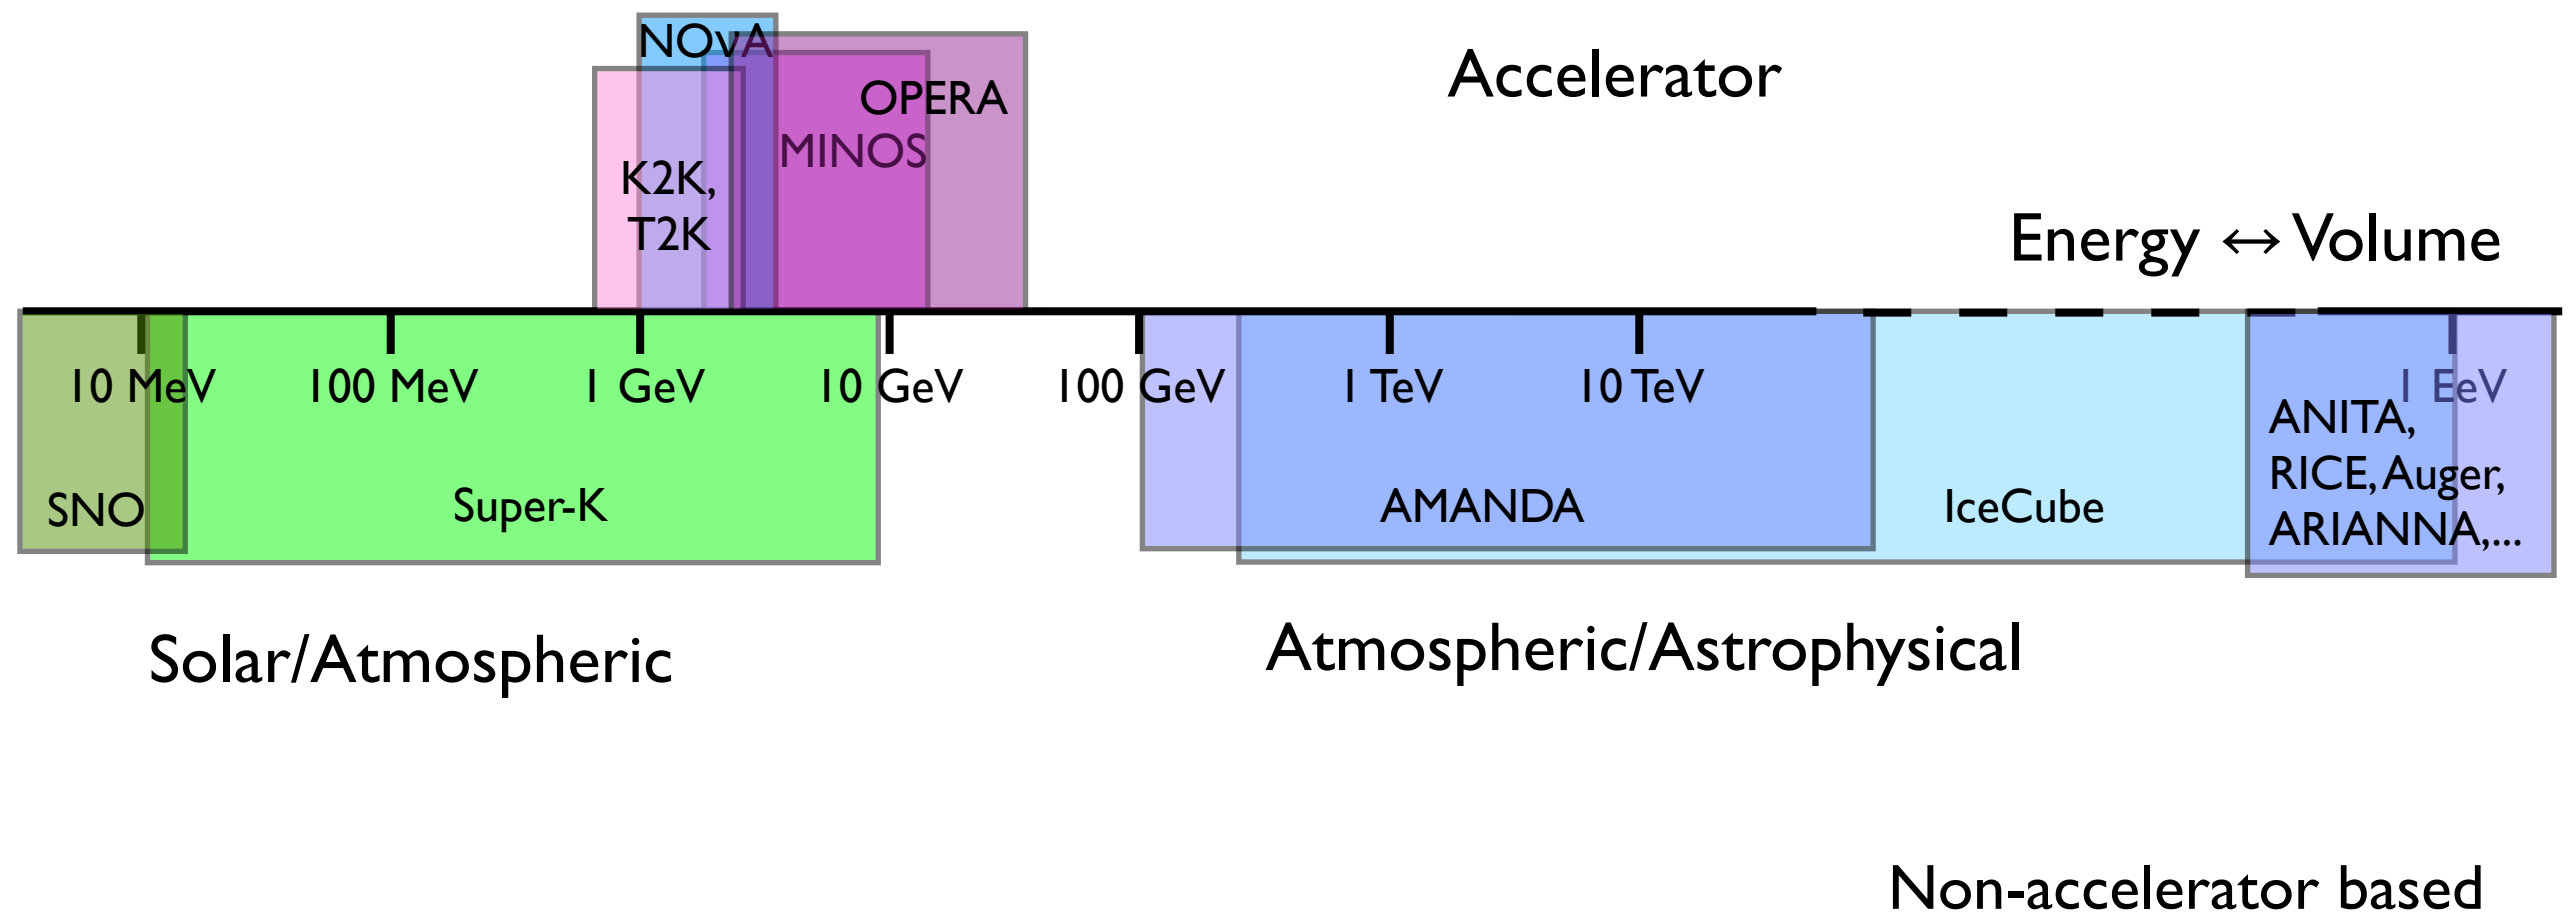 NOνA
Accelerator
OPERA
MINOS
K2K,
T2K
Energy ↔ Volume
10 MeV 100 MeV 1 GeV 10 GeV 100 GeV 1 TeV 10 TeV 1 EeV
ANITA,
RICE, Auger,
ARIANNA,...
SNO Super-K AMANDA IceCube
Solar/Atmospheric Atmospheric/Astrophysical
Non-accelerator based